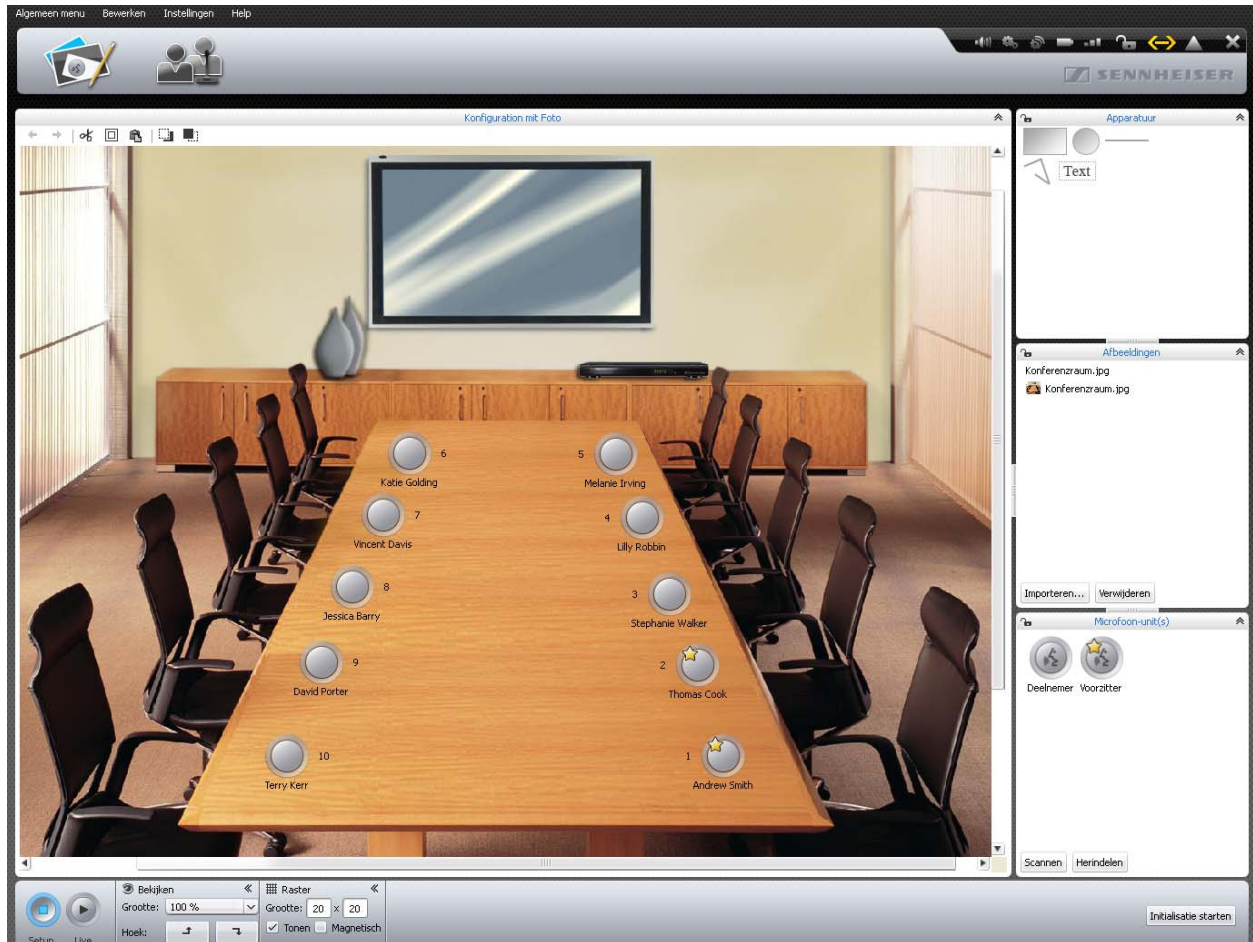 Algemeen menu Bewerken Instellingen Help
SENNHEISER
Konfiguration mit Foto
Apparatuur
Text
Afbeeldingen
Konferenzraum.jpg
Konferenzraum.jpg
Importeren... Verwijderen
Microfoon-unit(s)
Deelnemer Voorzitter
Scannen Herindelen
6 5
Katie Golding Melanie Irving
7 4
Vincent Davis Lilly Robbin
8 3
Jessica Barry Stephanie Walker
9 2
David Porter Thomas Cook
10 1
Terry Kerr Andrew Smith
Setup Live
Bekijken
Grootte: 100 %
Hoek:
Raster
Grootte: 20 x 20
Tonen Magnetisch
Initialisatie starten